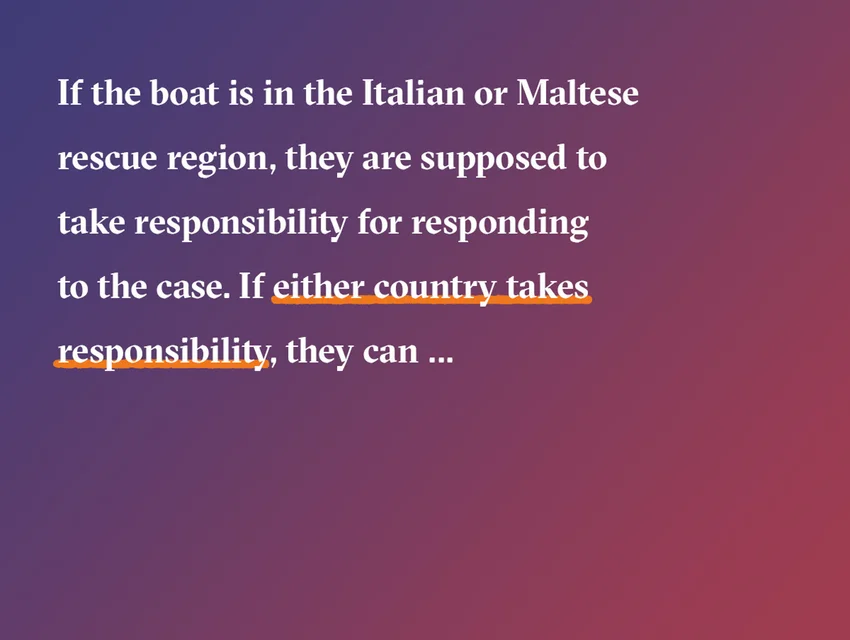 If the boat is in the Italian or Maltese
rescue region, they are supposed to
take responsibility for responding
to the case. If either country takes
responsibility, they can ...